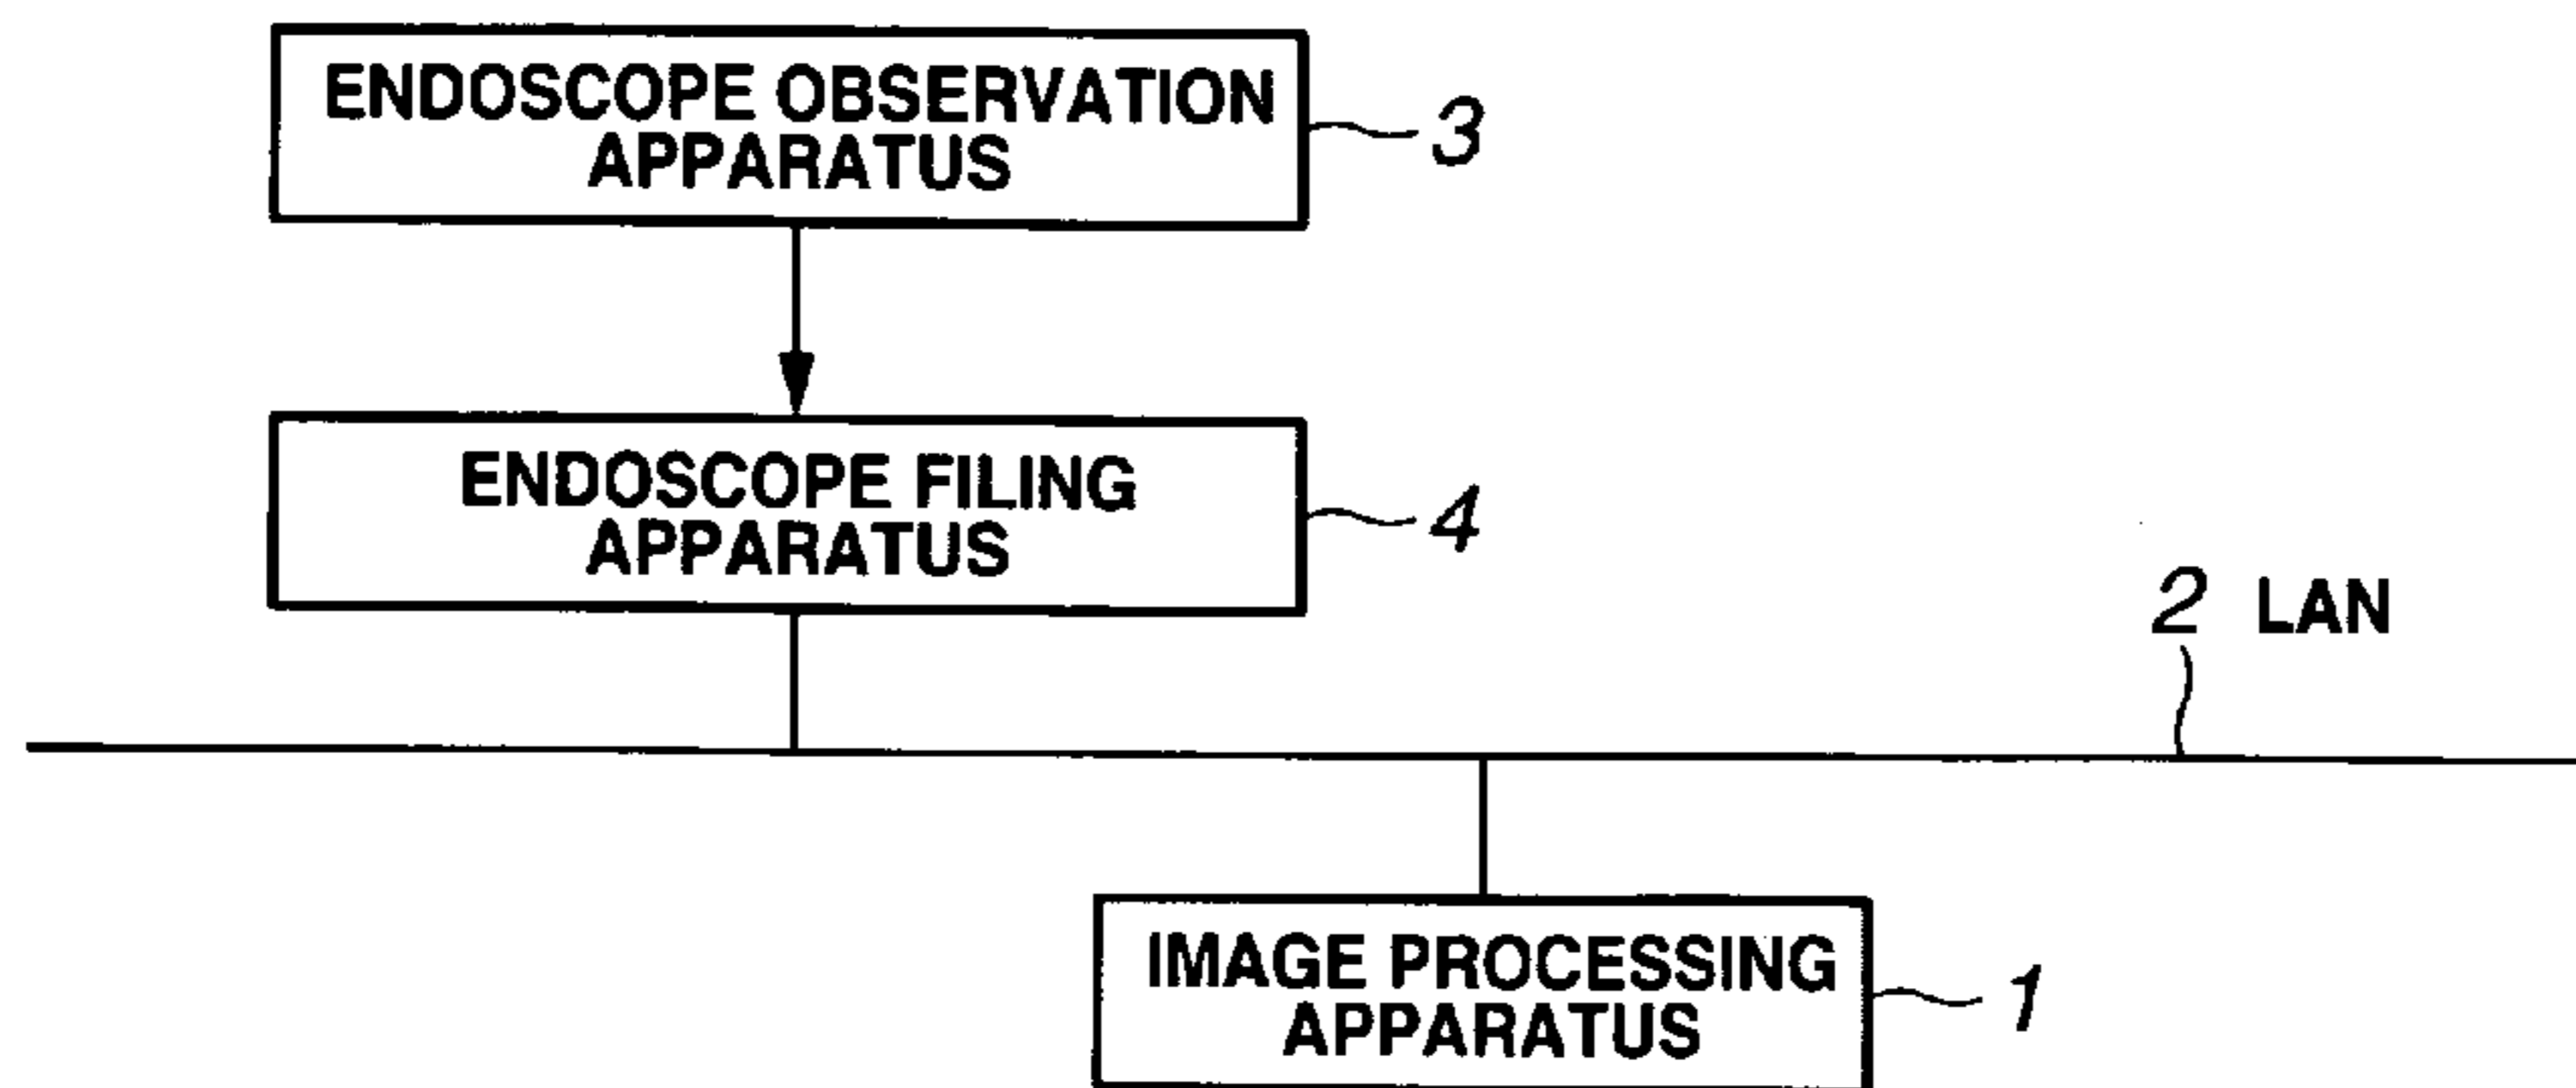 ENDOSCOPE OBSERVATION
APPARATUS
3
ENDOSCOPE FILING
APPARATUS
4
2 LAN
IMAGE PROCESSING
APPARATUS
1